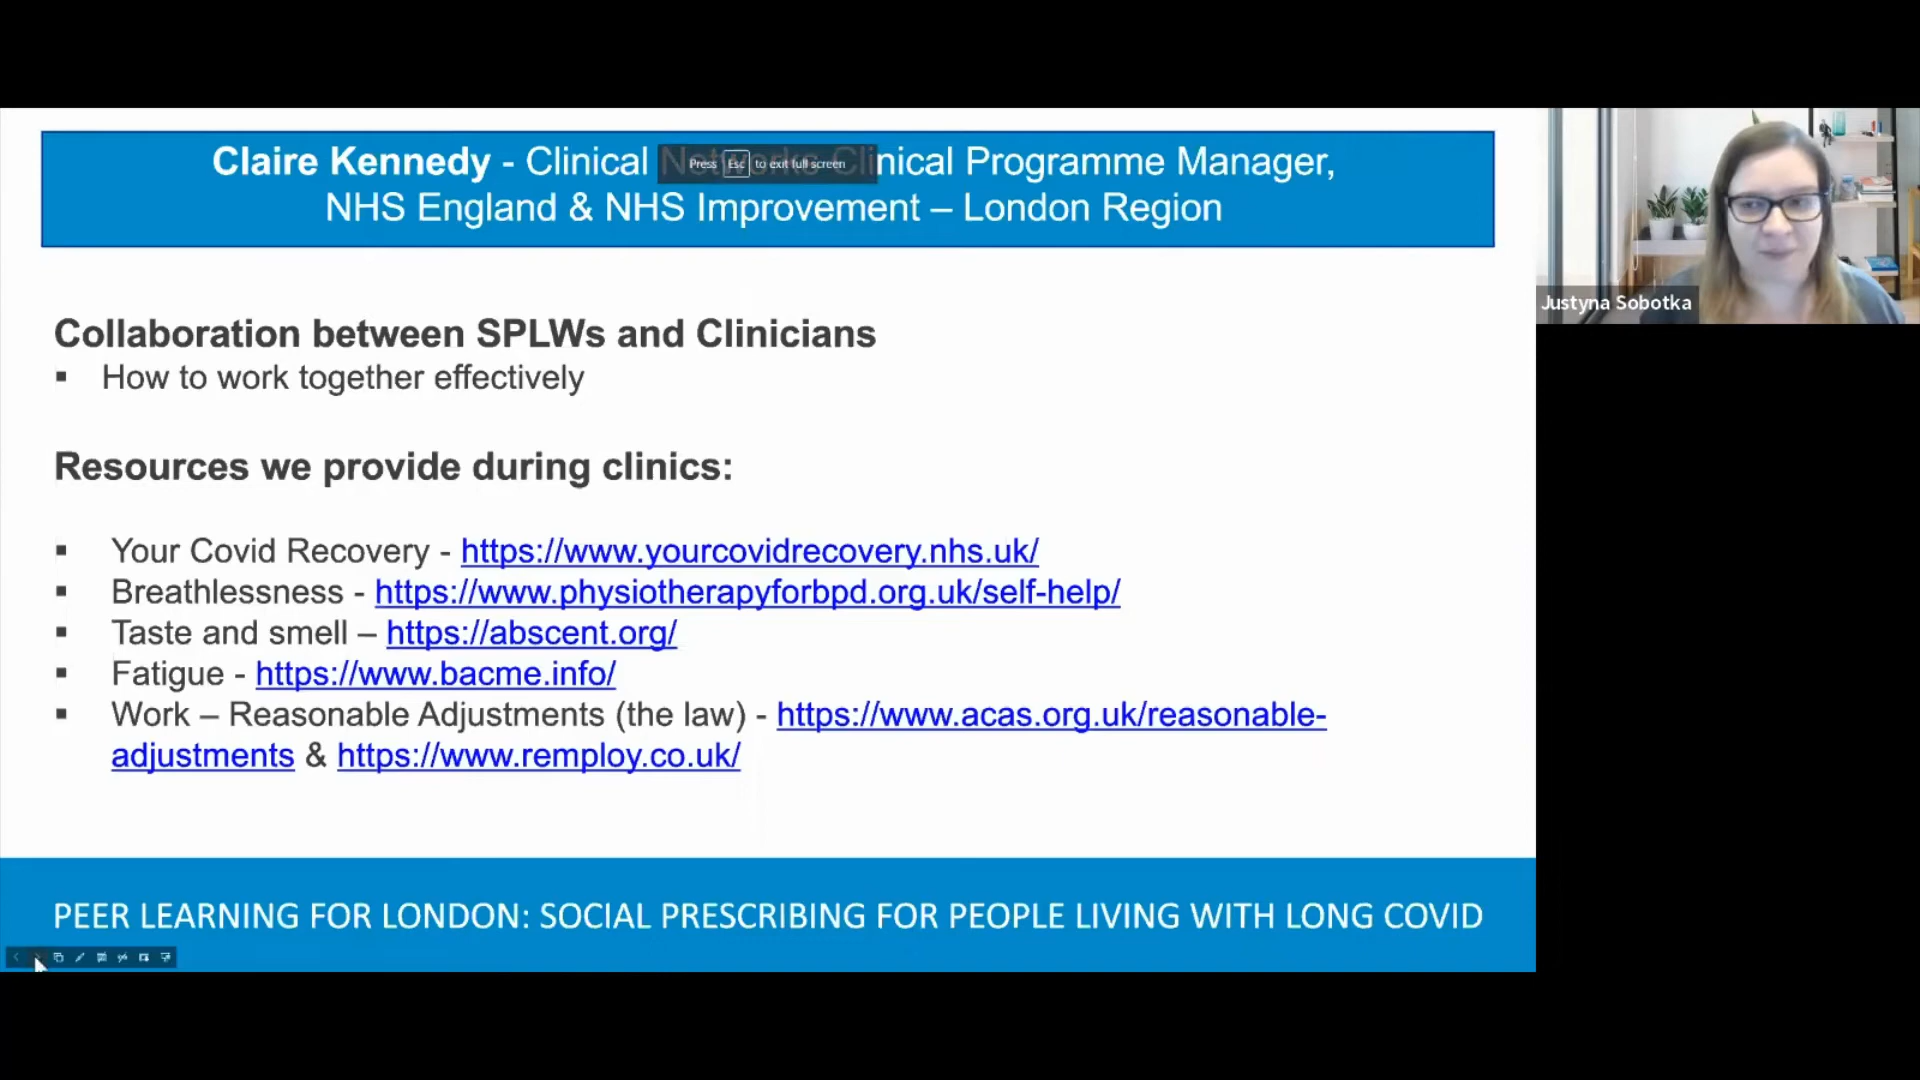 Claire Kennedy - Clinical Networks Clinical Programme Manager,
Press Esc to exit full screen
NHS England & NHS Improvement – London Region
Justyna Sobotka
Collaboration between SPLWs and Clinicians
▪ How to work together effectively
Resources we provide during clinics:
▪ Your Covid Recovery - https://www.yourcovidrecovery.nhs.uk/
▪ Breathlessness - https://www.physiotherapyforbpd.org.uk/self-help/
▪ Taste and smell – https://abscent.org/
▪ Fatigue - https://www.bacme.info/
▪ Work – Reasonable Adjustments (the law) - https://www.acas.org.uk/reasonable-
adjustments & https://www.remploy.co.uk/
PEER LEARNING FOR LONDON: SOCIAL PRESCRIBING FOR PEOPLE LIVING WITH LONG COVID